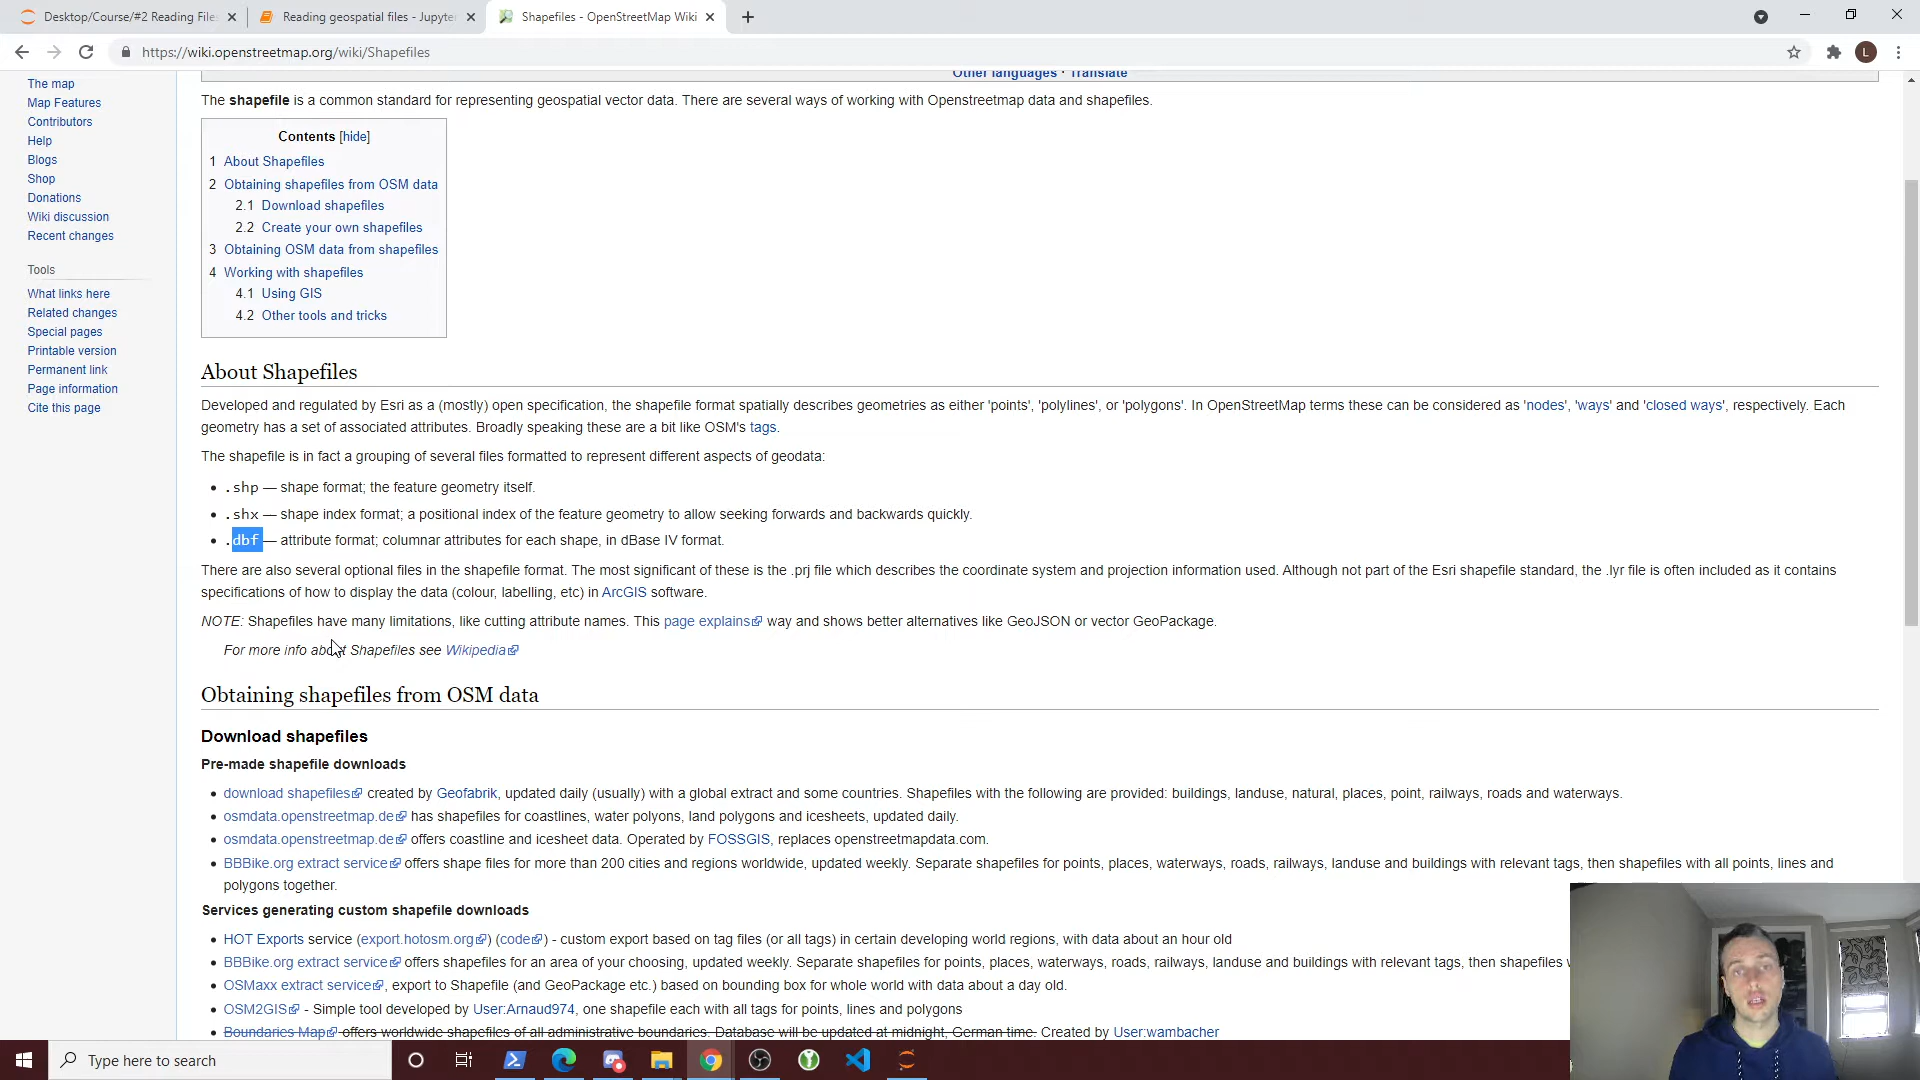 Desktop/Course/#2 Reading File
Reading geospatial files - Jupyter
Shapefiles - OpenStreetMap Wiki
https://wiki.openstreetmap.org/wiki/Shapefiles
L
Other languages · Translate
The map
Map Features
Contributors
Help
Blogs
Shop
Donations
Wiki discussion
Recent changes
Tools
What links here
Related changes
Special pages
Printable version
Permanent link
Page information
Cite this page
The shapefile is a common standard for representing geospatial vector data. There are several ways of working with Openstreetmap data and shapefiles.
Contents [hide]
1 About Shapefiles
2 Obtaining shapefiles from OSM data
2.1 Download shapefiles
2.2 Create your own shapefiles
3 Obtaining OSM data from shapefiles
4 Working with shapefiles
4.1 Using GIS
4.2 Other tools and tricks
About Shapefiles
Developed and regulated by Esri as a (mostly) open specification, the shapefile format spatially describes geometries as either 'points', 'polylines', or 'polygons'. In OpenStreetMap terms these can be considered as 'nodes', 'ways' and 'closed ways', respectively. Each
geometry has a set of associated attributes. Broadly speaking these are a bit like OSM's tags.
The shapefile is in fact a grouping of several files formatted to represent different aspects of geodata:
• .shp — shape format; the feature geometry itself.
• .shx — shape index format; a positional index of the feature geometry to allow seeking forwards and backwards quickly.
• .dbf — attribute format; columnar attributes for each shape, in dBase IV format.
There are also several optional files in the shapefile format. The most significant of these is the .prj file which describes the coordinate system and projection information used. Although not part of the Esri shapefile standard, the .lyr file is often included as it contains
specifications of how to display the data (colour, labelling, etc) in ArcGIS software.
NOTE: Shapefiles have many limitations, like cutting attribute names. This page explains way and shows better alternatives like GeoJSON or vector GeoPackage.
For more info about Shapefiles see Wikipedia
Obtaining shapefiles from OSM data
Download shapefiles
Pre-made shapefile downloads
• download shapefiles created by Geofabrik, updated daily (usually) with a global extract and some countries. Shapefiles with the following are provided: buildings, landuse, natural, places, point, railways, roads and waterways.
• osmdata.openstreetmap.de has shapefiles for coastlines, water polyons, land polygons and icesheets, updated daily.
• osmdata.openstreetmap.de offers coastline and icesheet data. Operated by FOSSGIS, replaces openstreetmapdata.com.
• BBBike.org extract service offers shape files for more than 200 cities and regions worldwide, updated weekly. Separate shapefiles for points, places, waterways, roads, railways, landuse and buildings with relevant tags, then shapefiles with all points, lines and
polygons together.
Services generating custom shapefile downloads
• HOT Exports service (export.hotosm.org) (code) - custom export based on tag files (or all tags) in certain developing world regions, with data about an hour old
• BBBike.org extract service offers shapefiles for an area of your choosing, updated weekly. Separate shapefiles for points, places, waterways, roads, railways, landuse and buildings with relevant tags, then shapefiles
• OSMaxx extract service, export to Shapefile (and GeoPackage etc.) based on bounding box for whole world with data about a day old.
• OSM2GIS - Simple tool developed by User:Arnaud974, one shapefile each with all tags for points, lines and polygons
• Boundaries Map offers worldwide shapefiles of all administrative boundaries. Database will be updated at midnight, German time. Created by User:wambacher
Type here to search